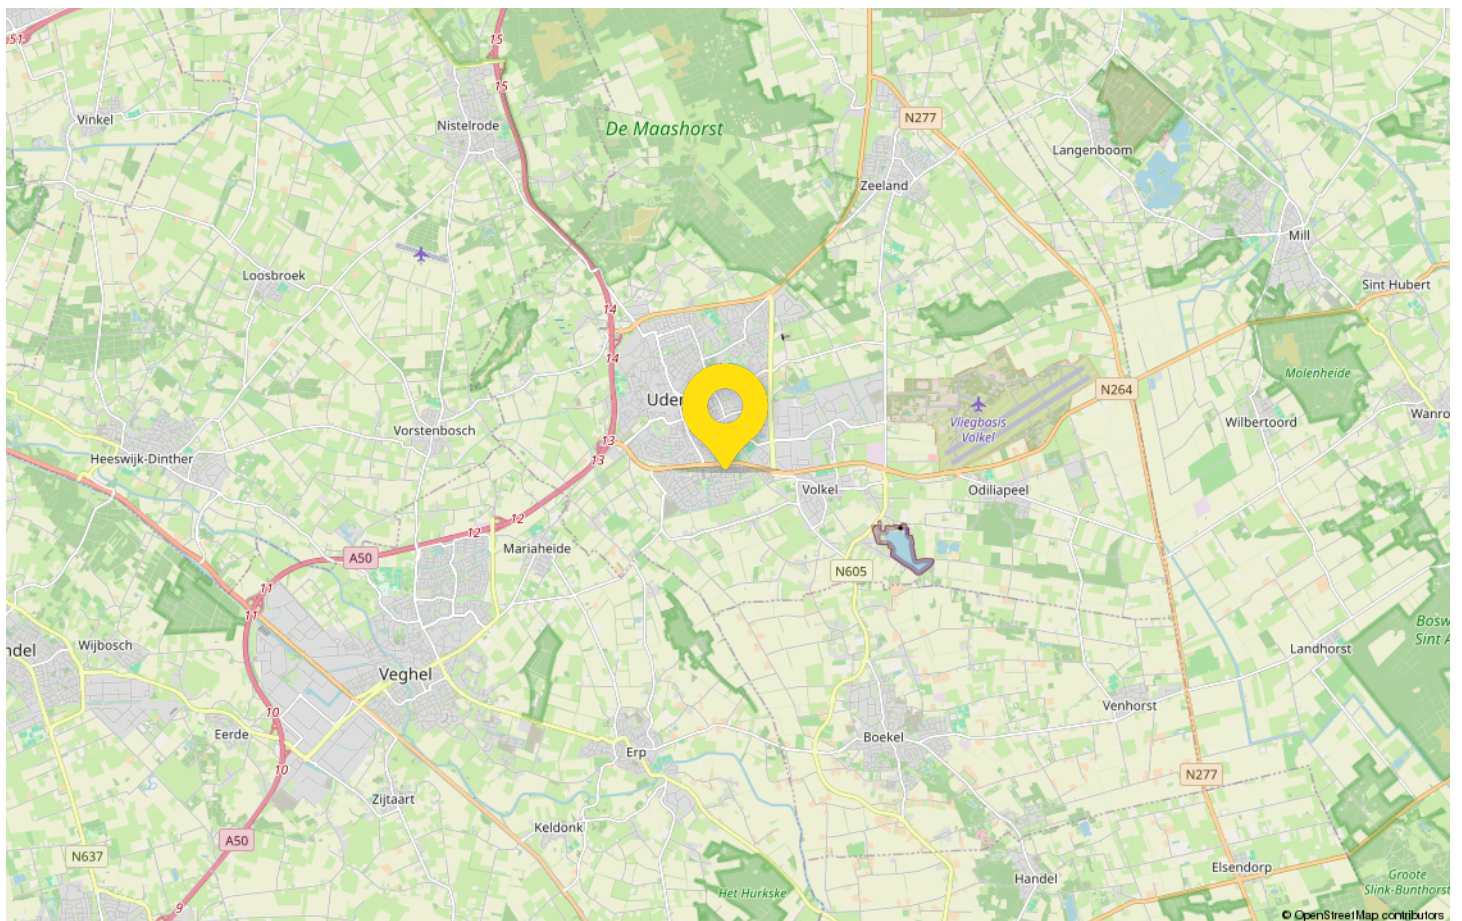 51
15
15
Vinkel
Nistelrode
De Maashorst
N277
Langenboom
Zeeland
Mill
Loosbroek
Sint Hubert
14
14
Molenheide
Uden
N264
Vliegbasis
Volkel
Wanro
Wilbertoord
Vorstenbosch
13
13
Heeswijk-Dinther
Volkel
Odiliapeel
12
12
Mariaheide
A50
N605
11
11
Bosw
Sint A
ndel
Wijbosch
Landhorst
Veghel
Venhorst
10
Eerde
Boekel
Erp
10
N277
Zijtaart
Keldonk
A50
N637
Elsendorp
Handel
Groote
Slink-Bunthorst
Het Hurkske
9
© OpenStreetMap contributors